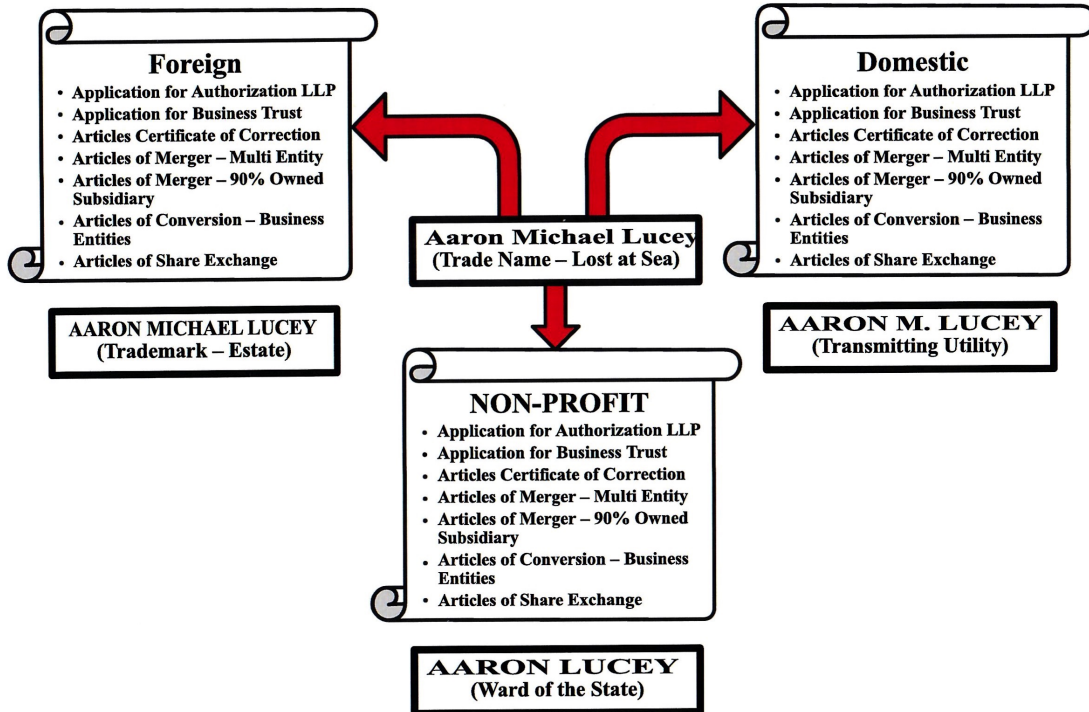 Foreign
• Application for Authorization LLP
• Application for Business Trust
• Articles Certificate of Correction
• Articles of Merger – Multi Entity
• Articles of Merger – 90% Owned
Subsidiary
• Articles of Conversion – Business
Entities
• Articles of Share Exchange
AARON MICHAEL LUCEY
(Trademark – Estate)
Aaron Michael Lucey
(Trade Name – Lost at Sea)
Domestic
• Application for Authorization LLP
• Application for Business Trust
• Articles Certificate of Correction
• Articles of Merger – Multi Entity
• Articles of Merger – 90% Owned
Subsidiary
• Articles of Conversion – Business
Entities
• Articles of Share Exchange
AARON M. LUCEY
(Transmitting Utility)
NON-PROFIT
• Application for Authorization LLP
• Application for Business Trust
• Articles Certificate of Correction
• Articles of Merger – Multi Entity
• Articles of Merger – 90% Owned
Subsidiary
• Articles of Conversion – Business
Entities
• Articles of Share Exchange
AARON LUCEY
(Ward of the State)